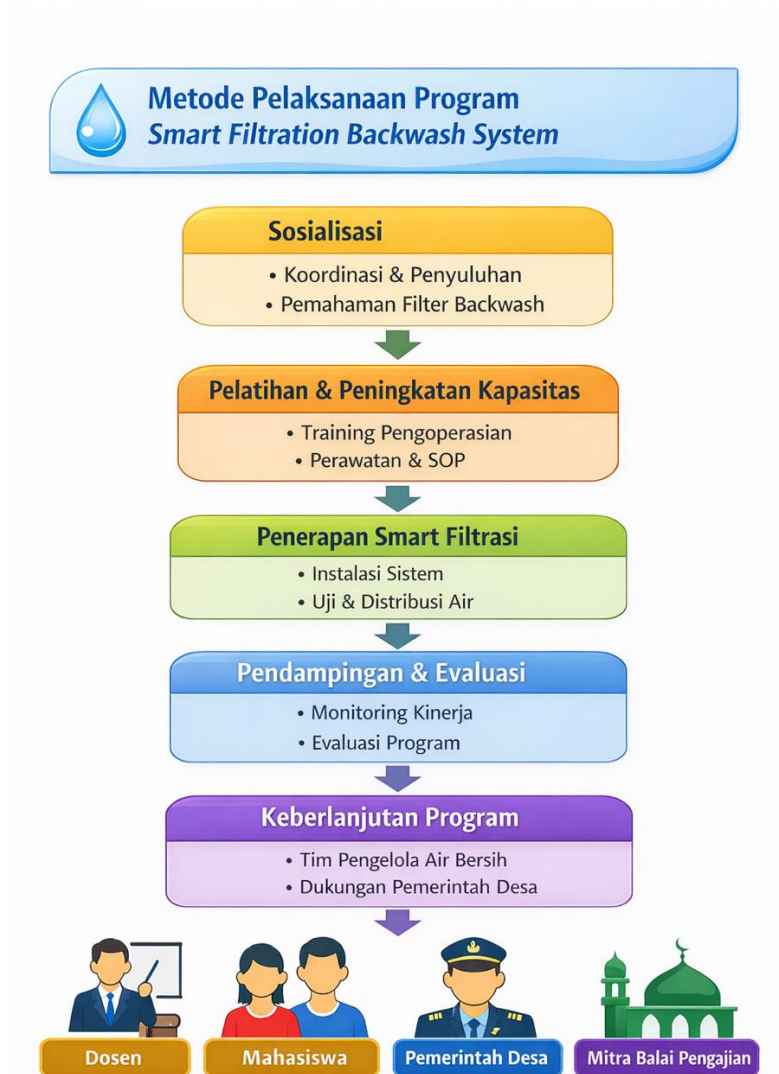 Metode Pelaksanaan Program
Smart Filtration Backwash System
Sosialisasi
• Koordinasi & Penyuluhan
• Pemahaman Filter Backwash
Pelatihan & Peningkatan Kapasitas
• Training Pengoperasian
• Perawatan & SOP
Penerapan Smart Filtrasi
• Instalasi Sistem
• Uji & Distribusi Air
Pendampingan & Evaluasi
• Monitoring Kinerja
• Evaluasi Program
Keberlanjutan Program
• Tim Pengelola Air Bersih
• Dukungan Pemerintah Desa
Dosen
Mahasiswa
Pemerintah Desa
Mitra Balai Pengajian